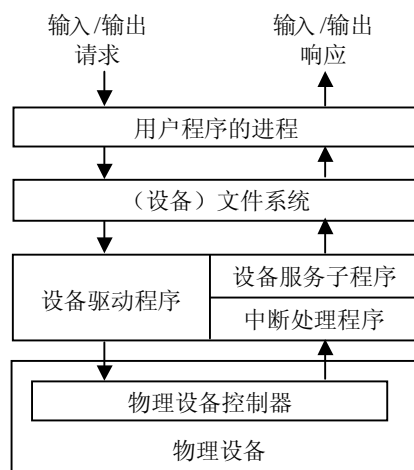 输入/输出
请求
输入/输出
响应
用户程序的进程
（设备）文件系统
设备驱动程序
设备服务子程序
中断处理程序
物理设备控制器
物理设备